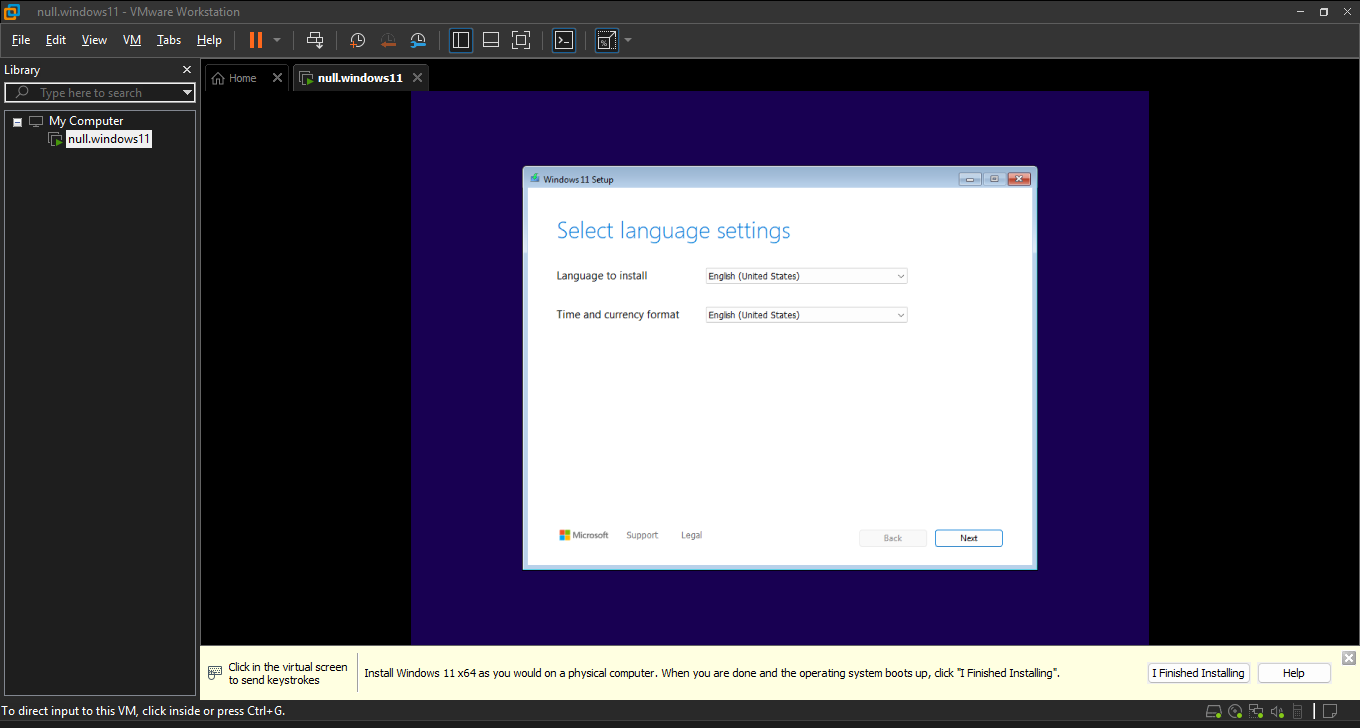 null.windows11 - VMware Workstation
File Edit View VM Tabs Help
Library
Type here to search
My Computer
null.windows11
Home
null.windows11
Windows 11 Setup
Select language settings
Language to install
English (United States)
Time and currency format
English (United States)
Microsoft
Support
Legal
Back
Next
Click in the virtual screen
to send keystrokes
Install Windows 11 x64 as you would on a physical computer. When you are done and the operating system boots up, click "I Finished Installing".
I Finished Installing
Help
To direct input to this VM, click inside or press Ctrl+G.